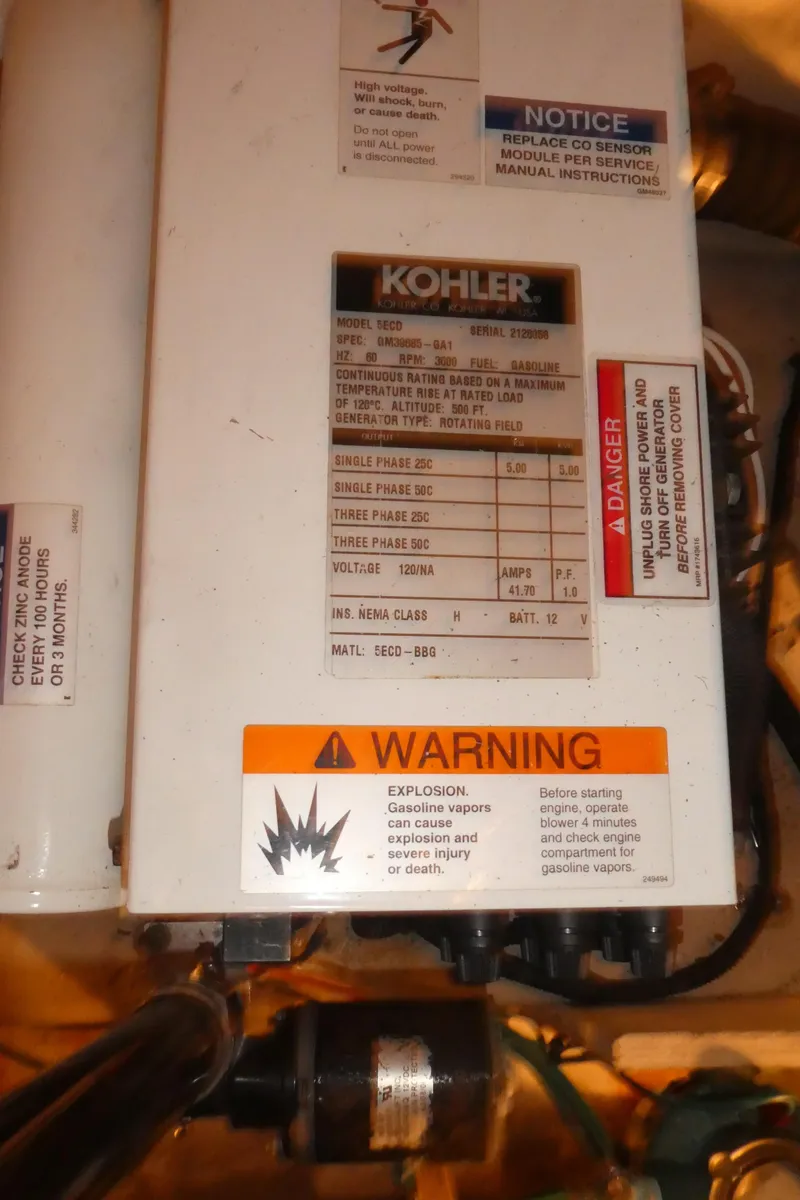 High voltage.
Will shock, burn,
or cause death.
Do not open
until ALL power
is disconnected.
NOTICE
REPLACE CO SENSOR
MODULE PER SERVICE/
MANUAL INSTRUCTIONS
KOHLER®
KOHLER CO. KOHLER, WI USA
MODEL 5ECD SERIAL
SPEC:
HZ: 60 RPM: 3600 FUEL: GASOLINE
CONTINUOUS RATING BASED ON A MAXIMUM
TEMPERATURE RISE AT RATED LOAD
OF 120°C. ALTITUDE: 500 FT.
GENERATOR TYPE: ROTATING FIELD
OUTPUT
SINGLE PHASE 25C 5.00 5.00
SINGLE PHASE 50C
THREE PHASE 25C
THREE PHASE 50C
VOLTAGE 120/NA AMPS P.F.
41.70 1.0
INS. NEMA CLASS H BATT. 12 V
MATL: 5ECD-BBG
DANGER
UNPLUG SHORE POWER AND
TURN OFF GENERATOR
BEFORE REMOVING COVER
CHECK ZINC ANODE
EVERY 100 HOURS
OR 3 MONTHS.
344292
WARNING
EXPLOSION.
Gasoline vapors
can cause
explosion and
severe injury
or death.
Before starting
engine, operate
blower 4 minutes
and check engine
compartment for
gasoline vapors.
249494